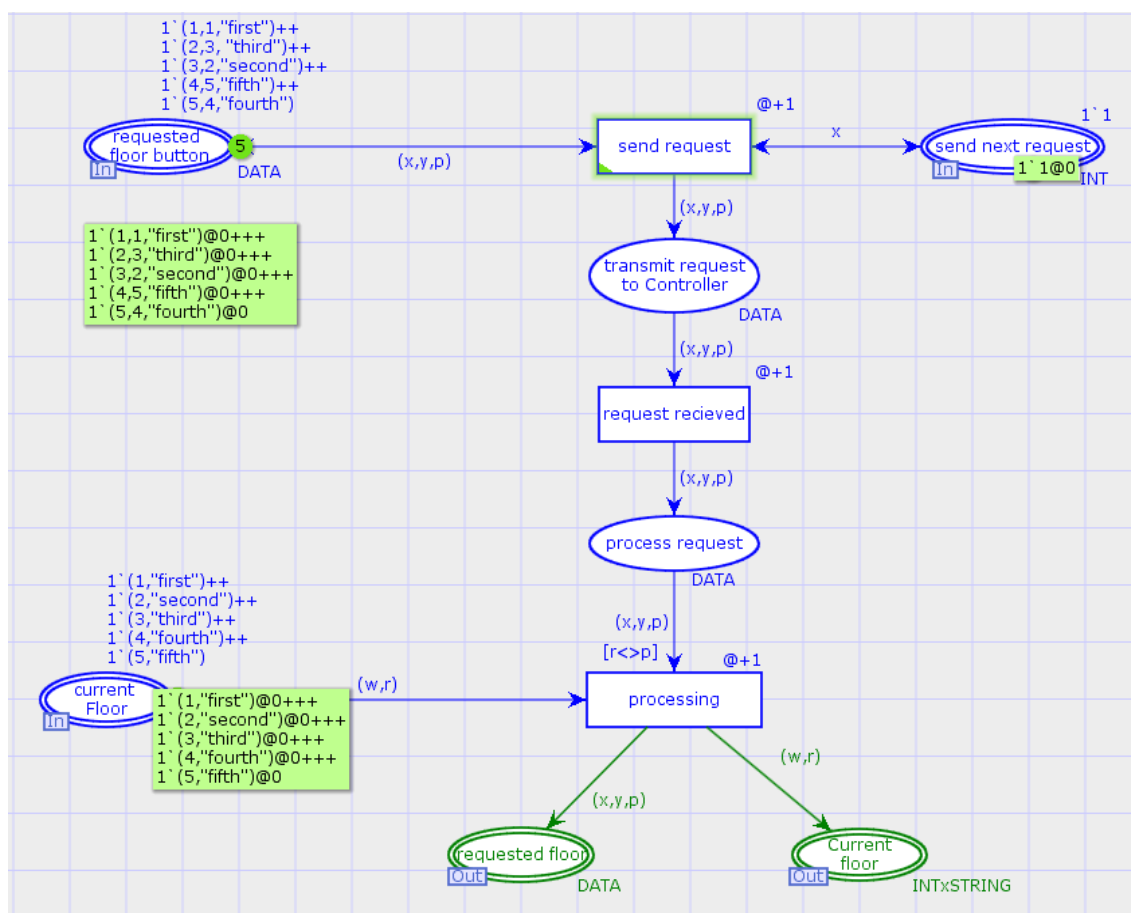 1`(1,1,"first")++
1`(2,3, "third")++
1`(3,2,"second")++
1`(4,5,"fifth")++
1`(5,4,"fourth")
requested
floor button
5
In
DATA
(x,y,p)
@+1
send request
x
1`1
send next request
In
1`1@0
INT
1`(1,1,"first")@0+++
1`(2,3,"third")@0+++
1`(3,2,"second")@0+++
1`(4,5,"fifth")@0+++
1`(5,4,"fourth")@0
(x,y,p)
transmit request
to Controller
DATA
(x,y,p)
@+1
request recieved
(x,y,p)
process request
DATA
(x,y,p)
[r<>p]
@+1
processing
1`(1,"first")++
1`(2,"second")++
1`(3,"third")++
1`(4,"fourth")++
1`(5,"fifth")
current
Floor
In
1`(1,"first")@0+++
1`(2,"second")@0+++
1`(3,"third")@0+++
1`(4,"fourth")@0+++
1`(5,"fifth")@0
(w,r)
(x,y,p)
(w,r)
requested floor
Out
DATA
Current
floor
Out
INTxSTRING